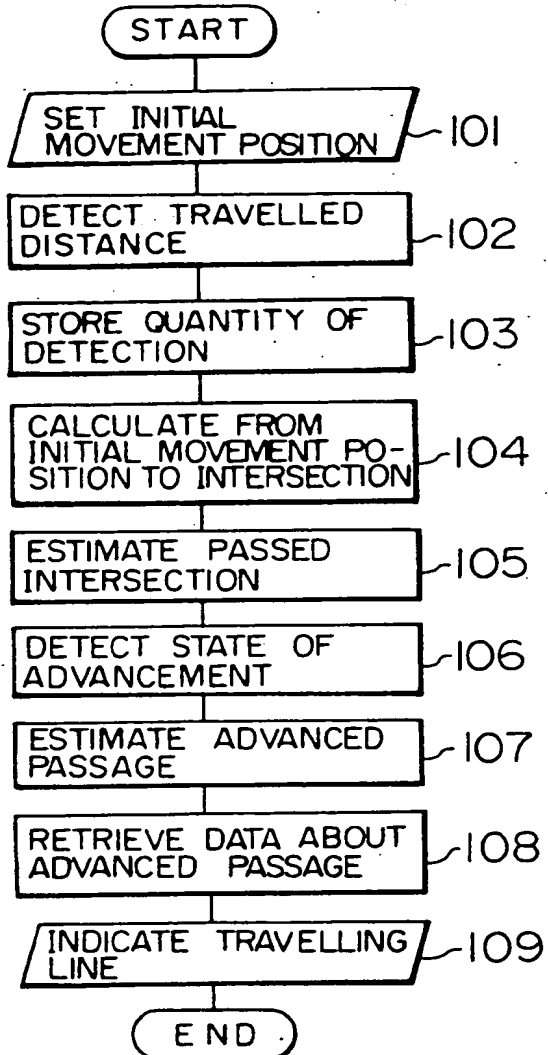 START
SET INITIAL
MOVEMENT POSITION
101
DETECT TRAVELLED
DISTANCE
102
STORE QUANTITY OF
DETECTION
103
CALCULATE FROM
INITIAL MOVEMENT PO-
SITION TO INTERSECTION
104
ESTIMATE PASSED
INTERSECTION
105
DETECT STATE OF
ADVANCEMENT
106
ESTIMATE ADVANCED
PASSAGE
107
RETRIEVE DATA ABOUT
ADVANCED PASSAGE
108
INDICATE TRAVELLING
LINE
109
END